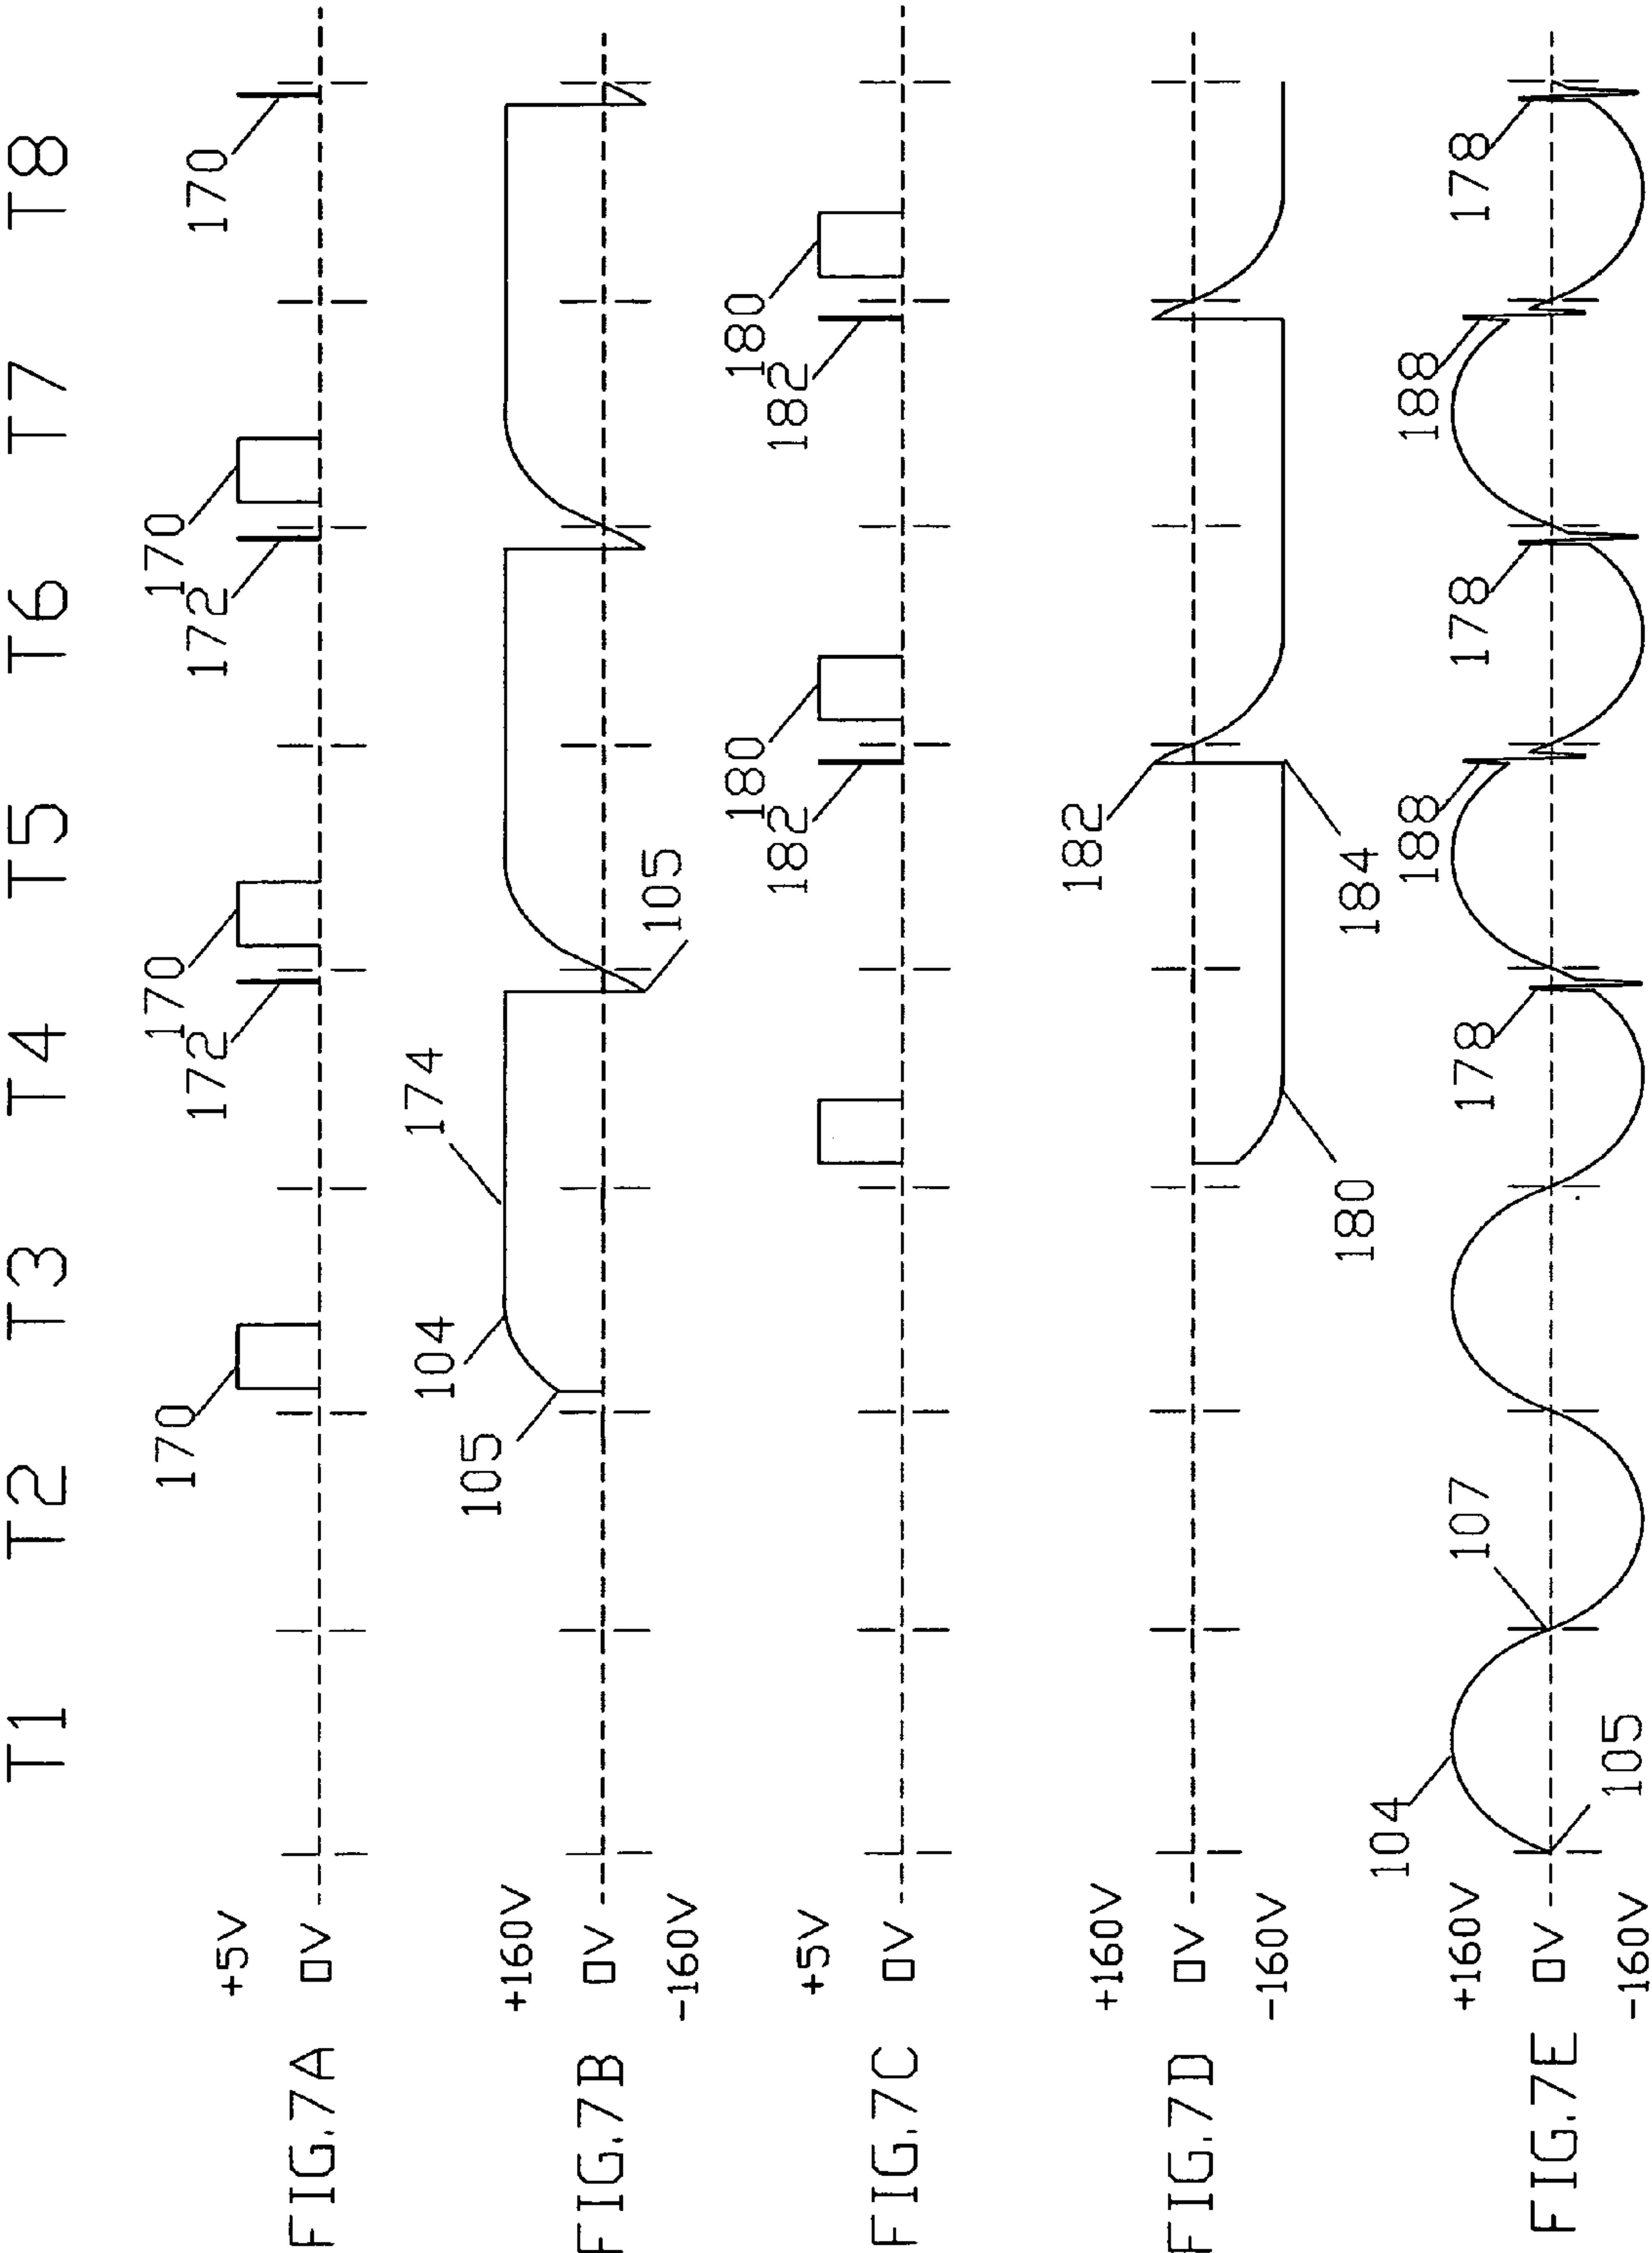 T1 T2 T3 T4 T5 T6 T7 T8
FIG.7A
+5V
0V
170
172
170
172
170
170
FIG.7B
+160V
0V
-160V
105
104
174
105
FIG.7C
+5V
0V
182
180
182
180
FIG.7D
+160V
0V
-160V
180
182
184
FIG.7E
+160V
0V
-160V
104
105
107
178
188
178
188
178